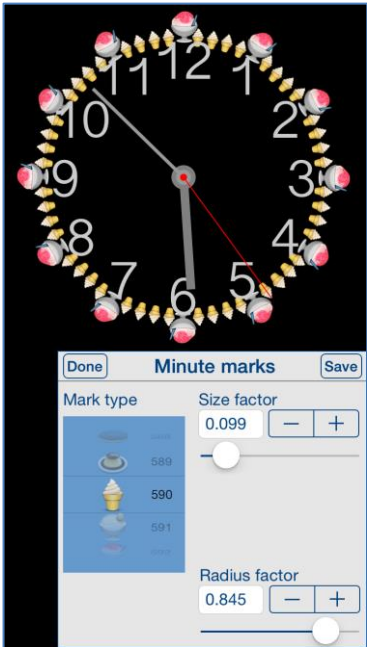 12
11 1
10 2
9 3
8 4
7 5
6
Done Minute marks Save
Mark type Size factor
0.099 − +
589
590
591
Radius factor
0.845 − +